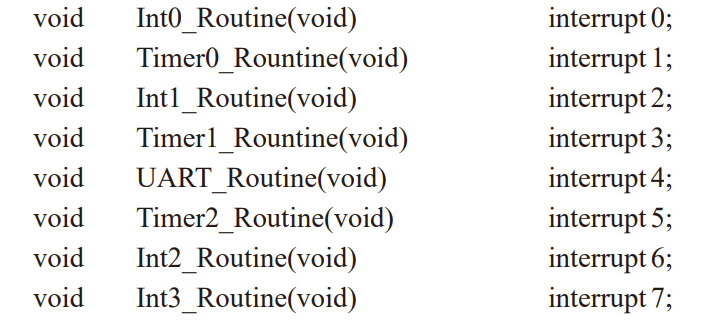 void Int0_Routine(void) interrupt 0;
void Timer0_Rountine(void) interrupt 1;
void Int1_Routine(void) interrupt 2;
void Timer1_Rountine(void) interrupt 3;
void UART_Routine(void) interrupt 4;
void Timer2_Routine(void) interrupt 5;
void Int2_Routine(void) interrupt 6;
void Int3_Routine(void) interrupt 7;